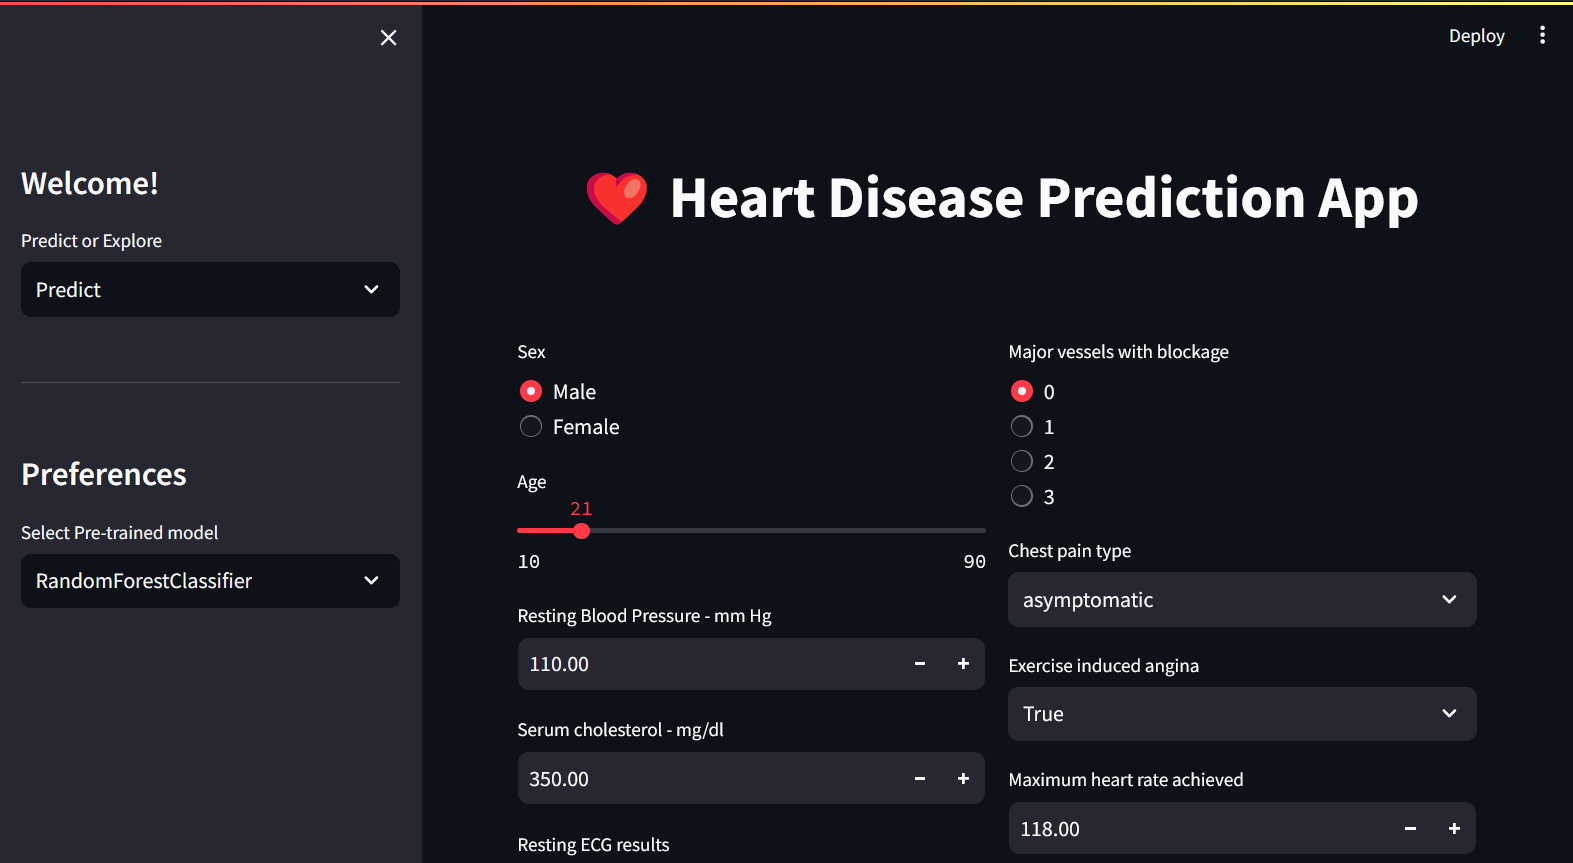 Deploy
Welcome!
Predict or Explore
Predict
Preferences
Select Pre-trained model
RandomForestClassifier
Heart Disease Prediction App
Sex
Male
Female
Age
21
10
90
Resting Blood Pressure - mm Hg
110.00
Serum cholesterol - mg/dl
350.00
Resting ECG results
Major vessels with blockage
0
1
2
3
Chest pain type
asymptomatic
Exercise induced angina
True
Maximum heart rate achieved
118.00